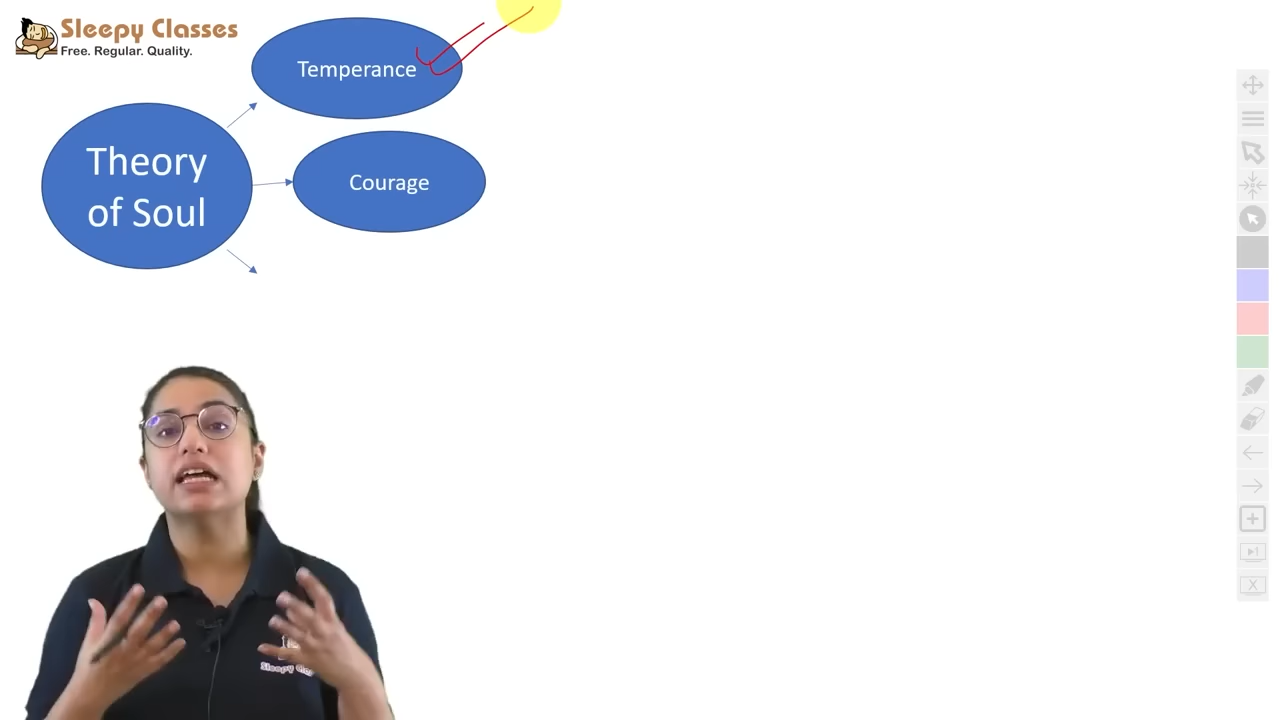 Sleepy Classes
Free. Regular. Quality.
Temperance
Theory
of Soul
Courage